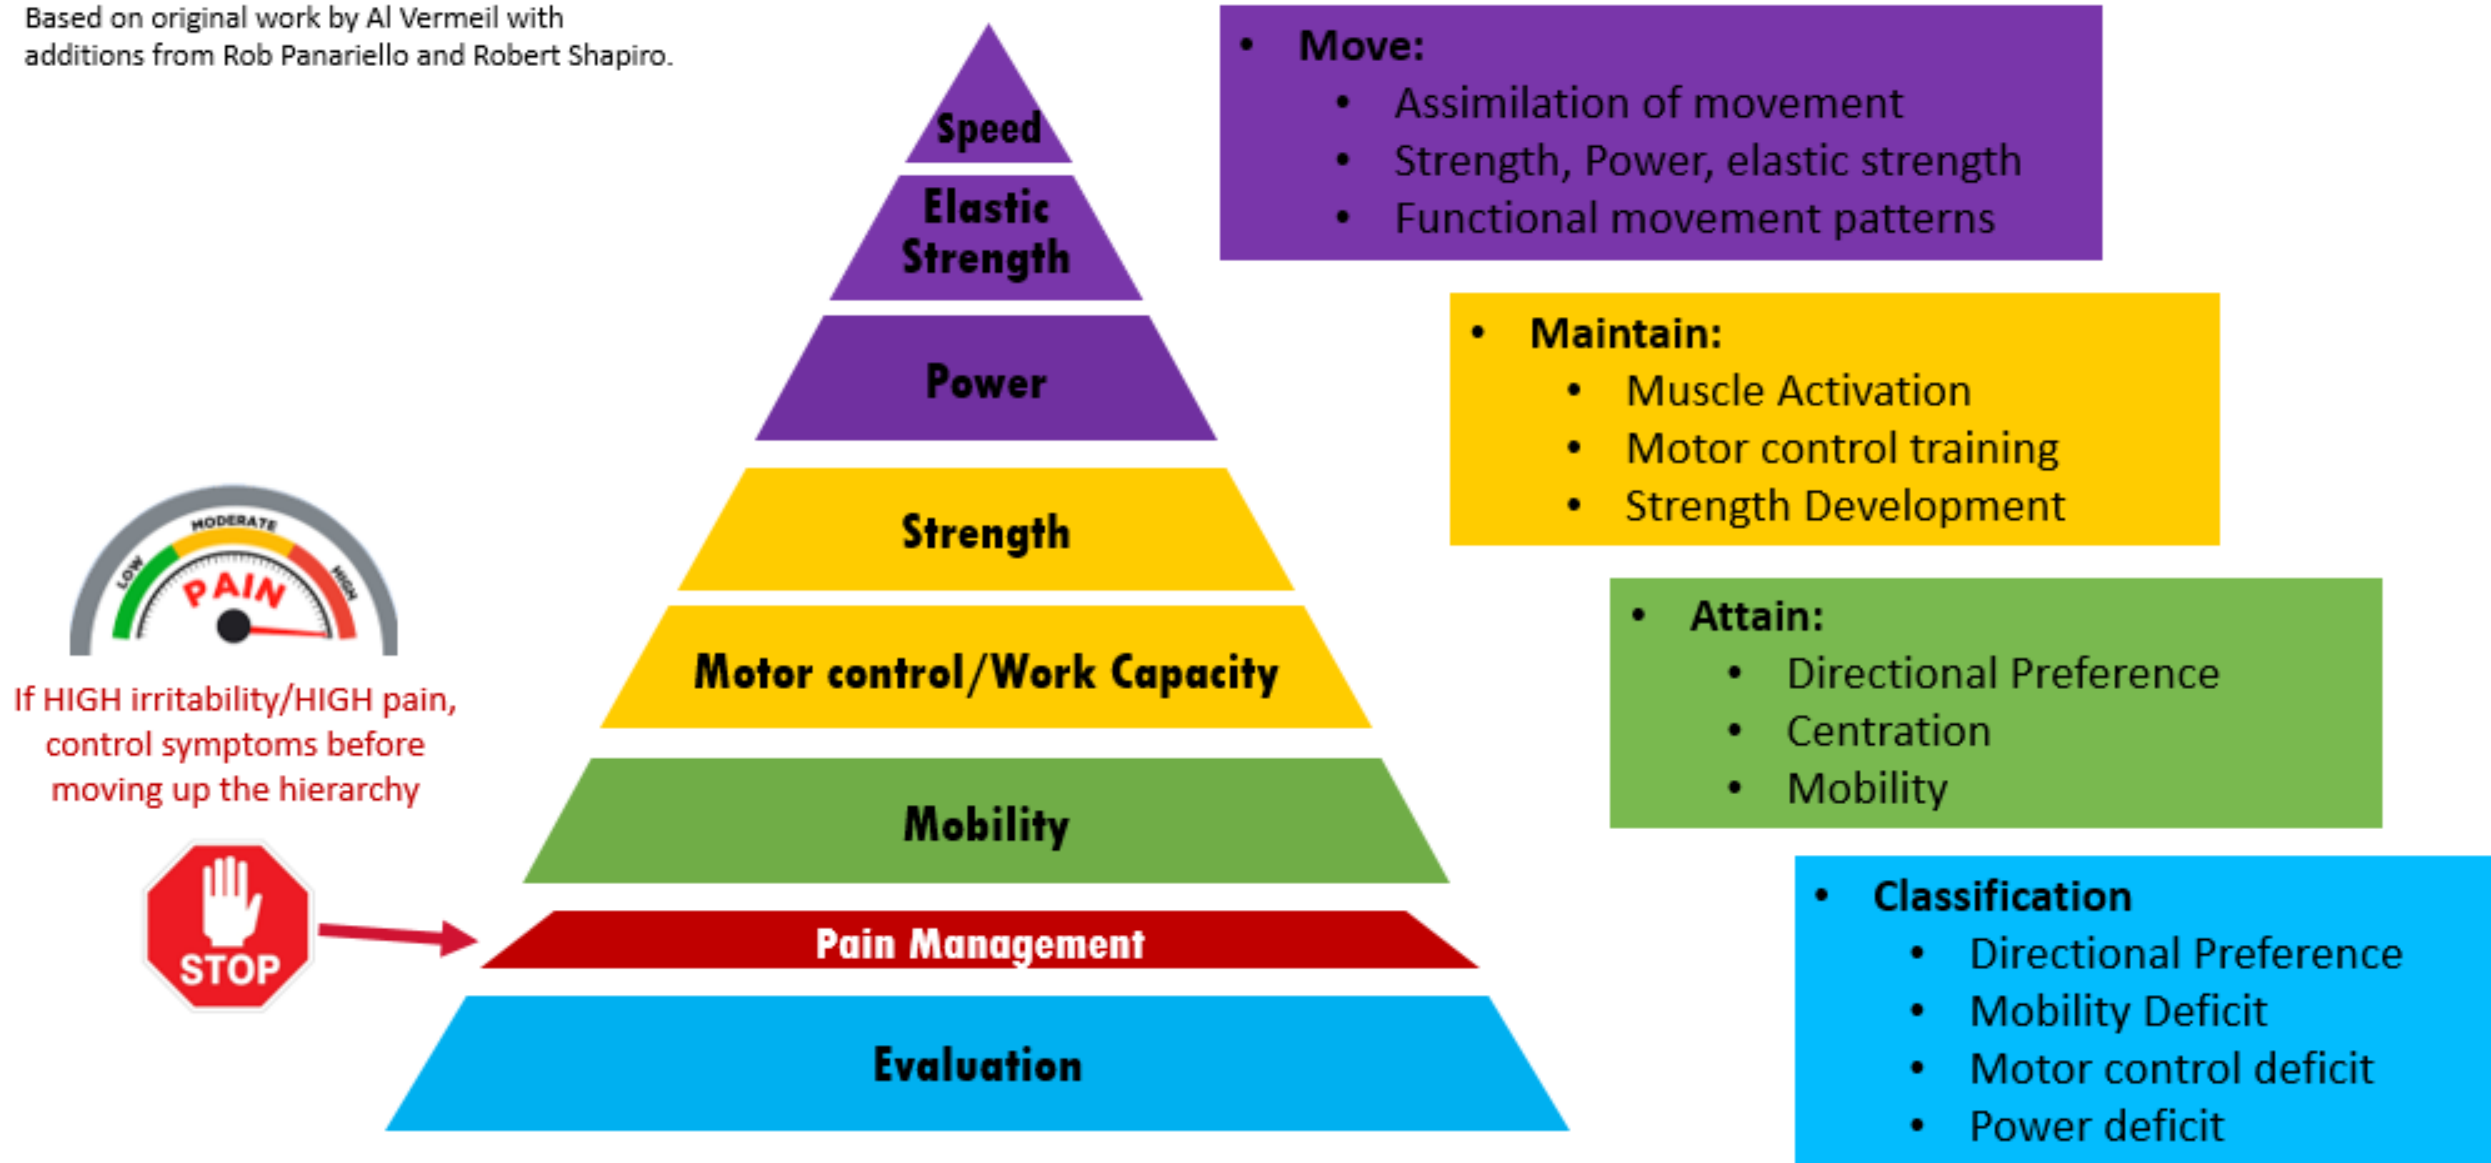 Based on original work by Al Vermeil with
additions from Rob Panariello and Robert Shapiro.
Speed
Elastic
Strength
Power
Strength
Motor control/Work Capacity
Mobility
Pain Management
Evaluation
• Move:
• Assimilation of movement
• Strength, Power, elastic strength
• Functional movement patterns
• Maintain:
• Muscle Activation
• Motor control training
• Strength Development
• Attain:
• Directional Preference
• Centration
• Mobility
• Classification
• Directional Preference
• Mobility Deficit
• Motor control deficit
• Power deficit
LOW
MODERATE
HIGH
PAIN
If HIGH irritability/HIGH pain,
control symptoms before
moving up the hierarchy
STOP